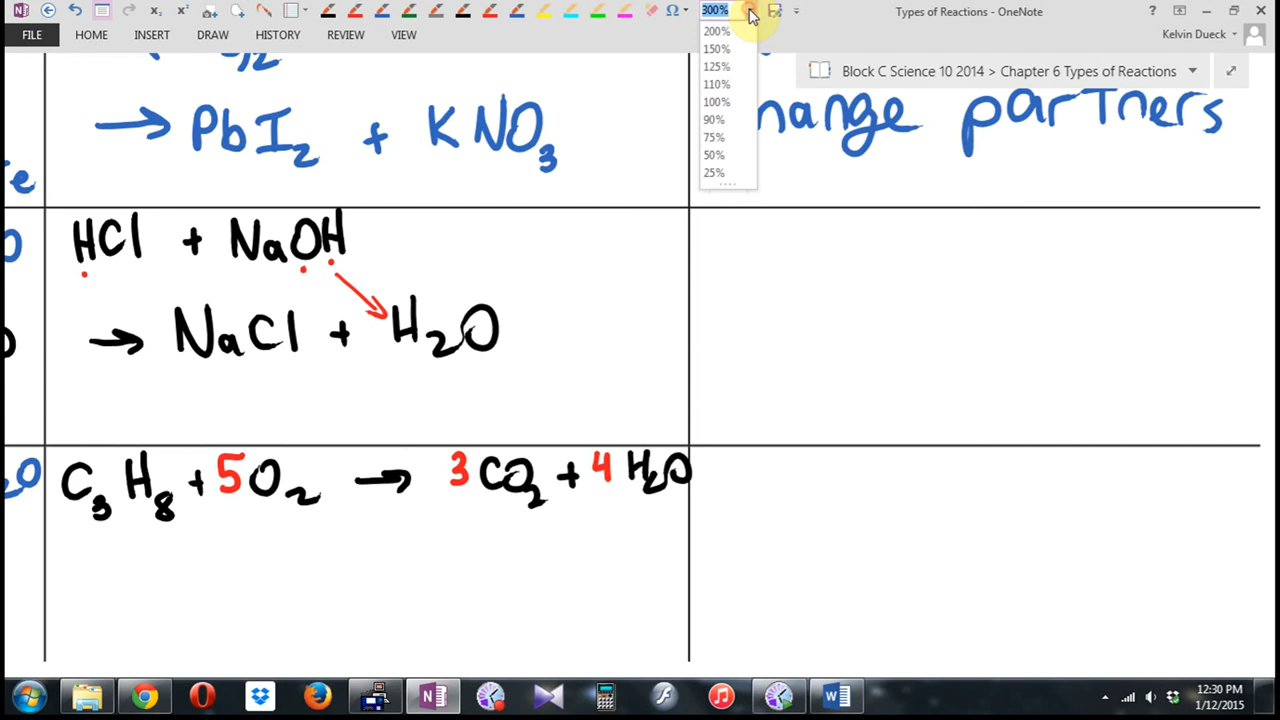 300%
Types of Reactions - OneNote
FILE HOME INSERT DRAW HISTORY REVIEW VIEW
Kelvin Dueck
200%
150%
125%
110%
100%
90%
75%
50%
25%
Block C Science 10 2014 > Chapter 6 Types of Reactions
→ PbI₂ + KNO₃
hange partners
HCl + NaOH
→ NaCl + H₂O
C₃H₈ + 5O₂ → 3CO₂ + 4H₂O
12:30 PM
1/12/2015